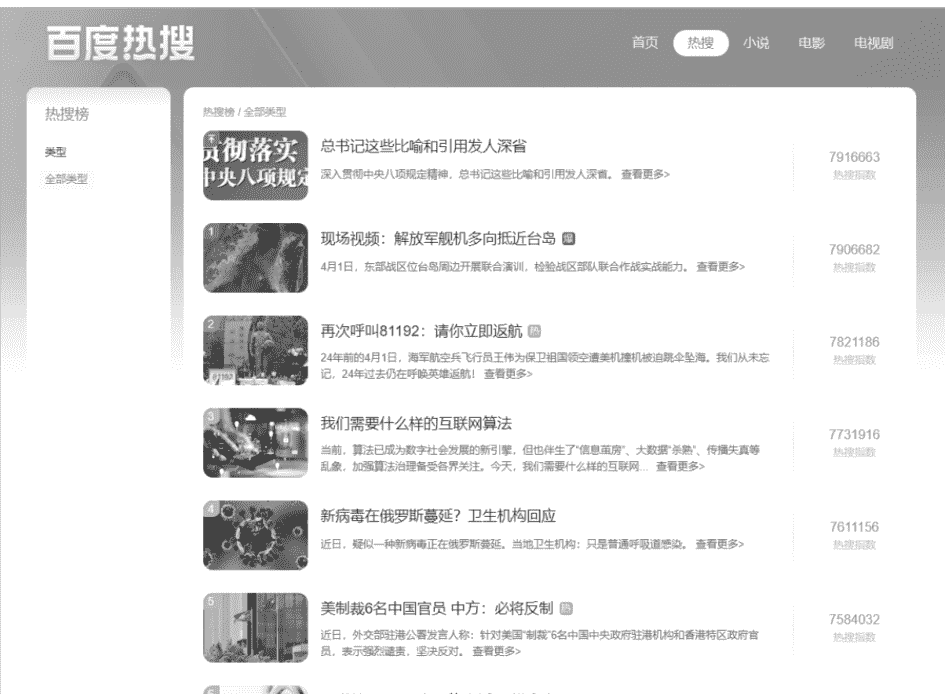 百度热搜
首页 热搜 小说 电影 电视剧
热搜榜
类型
全部类型
热搜榜 / 全部类型
贯彻落实
中央八项规定
总书记这些比喻和引用发人深省
深入贯彻中央八项规定精神，总书记这些比喻和引用发人深省。 查看更多>
7916663
热搜指数
1
现场视频：解放军舰机多向抵近台岛 爆
4月1日，东部战区位台岛周边开展联合演训，检验战区部队联合作战实战能力。 查看更多>
7906682
热搜指数
2
再次呼叫81192：请你立即返航 热
24年前的4月1日，海军航空兵飞行员王伟为保卫祖国领空遭美机撞机被迫跳伞坠海。我们从未忘
记，24年过去仍在呼唤英雄返航！ 查看更多>
7821186
热搜指数
3
我们需要什么样的互联网算法
当前，算法已成为数字社会发展的新引擎，但也伴生了“信息茧房”、大数据“杀熟”、传播失真等
乱象，加强算法治理备受各界关注。今天，我们需要什么样的互联网... 查看更多>
7731916
热搜指数
4
新病毒在俄罗斯蔓延？卫生机构回应
近日，疑似一种新病毒正在俄罗斯蔓延。当地卫生机构：只是普通呼吸道感染。 查看更多>
7611156
热搜指数
5
美制裁6名中国官员 中方：必将反制 热
近日，外交部驻港公署发言人称：针对美国“制裁”6名中国中央政府驻港机构和香港特区政府官
员，表示强烈谴责，坚决反对。 查看更多>
7584032
热搜指数